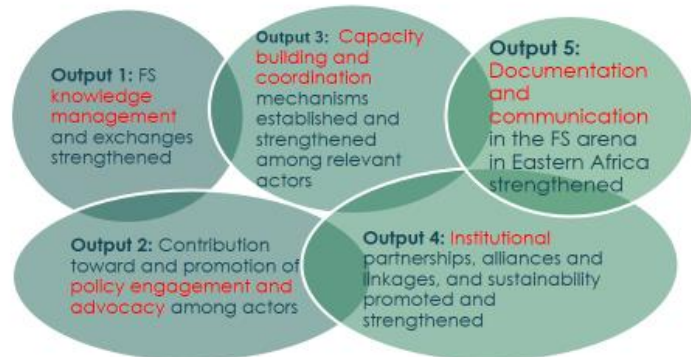 Output 1: FS
knowledge
management
and exchanges
strengthened
Output 3: Capacity
building and
coordination
mechanisms
established and
strengthened
among relevant
actors
Output 5:
Documentation
and
communication
in the FS arena
in Eastern Africa
strengthened
Output 2: Contribution
toward and promotion of
policy engagement and
advocacy among actors
Output 4: Institutional
partnerships, alliances and
linkages, and sustainability
promoted and
strengthened